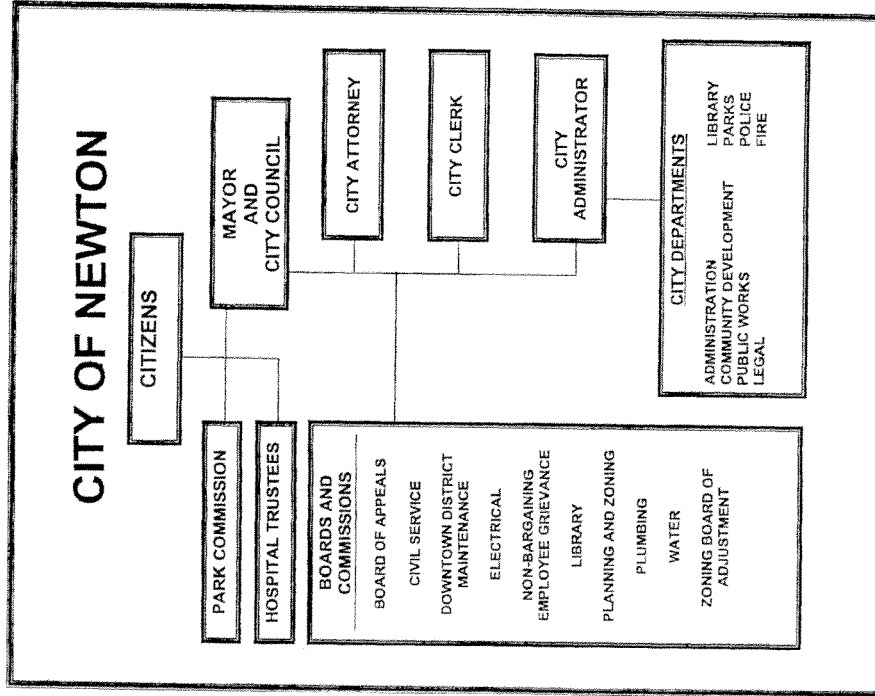 CITY OF NEWTON
CITIZENS
PARK COMMISSION
HOSPITAL TRUSTEES
MAYOR
AND
CITY COUNCIL
BOARDS AND
COMMISSIONS
BOARD OF APPEALS
CIVIL SERVICE
DOWNTOWN DISTRICT
MAINTENANCE
ELECTRICAL
NON-BARGAINING
EMPLOYEE GRIEVANCE
LIBRARY
PLANNING AND ZONING
PLUMBING
WATER
ZONING BOARD OF
ADJUSTMENT
CITY ATTORNEY
CITY CLERK
CITY
ADMINISTRATOR
CITY DEPARTMENTS
ADMINISTRATION
COMMUNITY DEVELOPMENT
PUBLIC WORKS
LEGAL
LIBRARY
PARKS
POLICE
FIRE